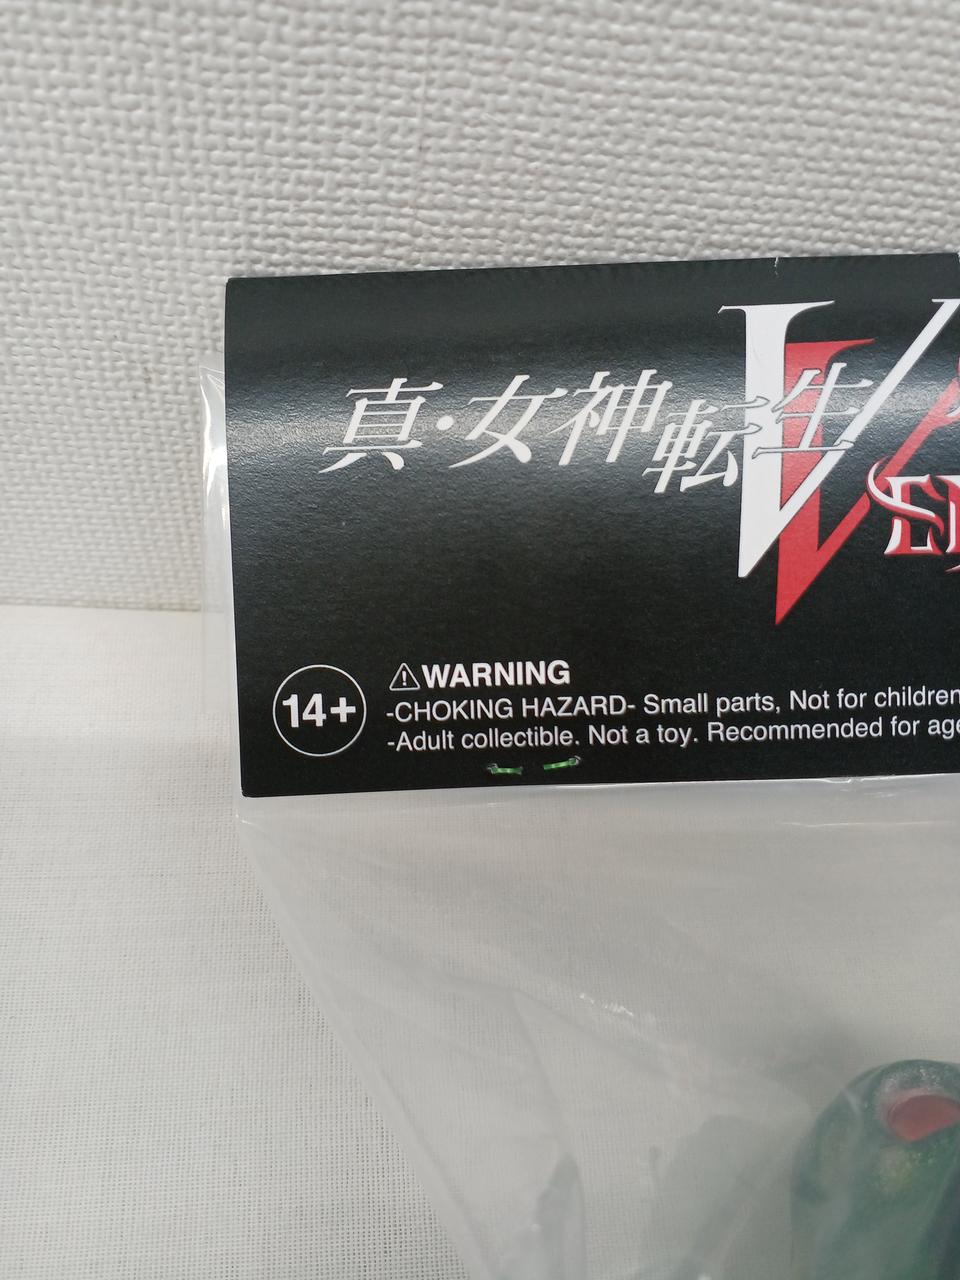 真・女神転生V
WARNING
14+
-CHOKING HAZARD- Small parts, Not for children
-Adult collectible. Not a toy. Recommended for